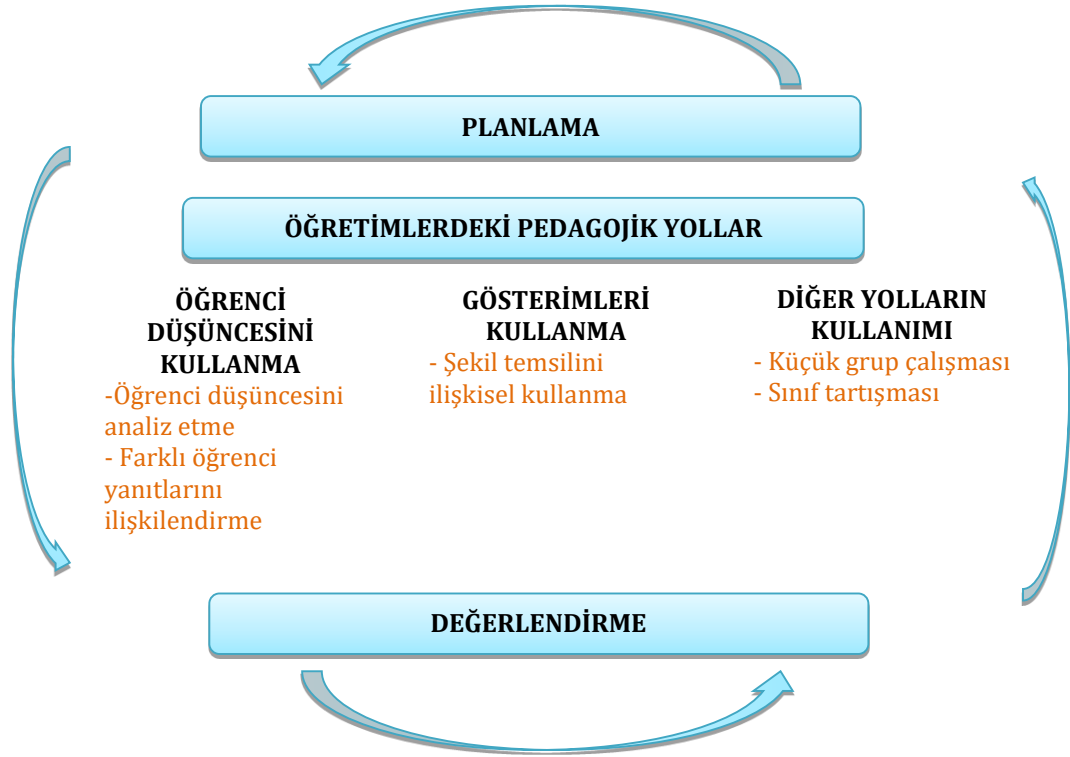 PLANLAMA
ÖĞRETİMLERDEKİ PEDAGOJİK YOLLAR
ÖĞRENCİ
DÜŞÜNCESİNİ
KULLANMA
-Öğrenci düşüncesini
analiz etme
- Farklı öğrenci
yanıtlarını
ilişkilendirme
GÖSTERİMLERİ
KULLANMA
- Şekil temsilini
ilişkisel kullanma
DİĞER YOLLARIN
KULLANIMI
- Küçük grup çalışması
- Sınıf tartışması
DEĞERLENDİRME